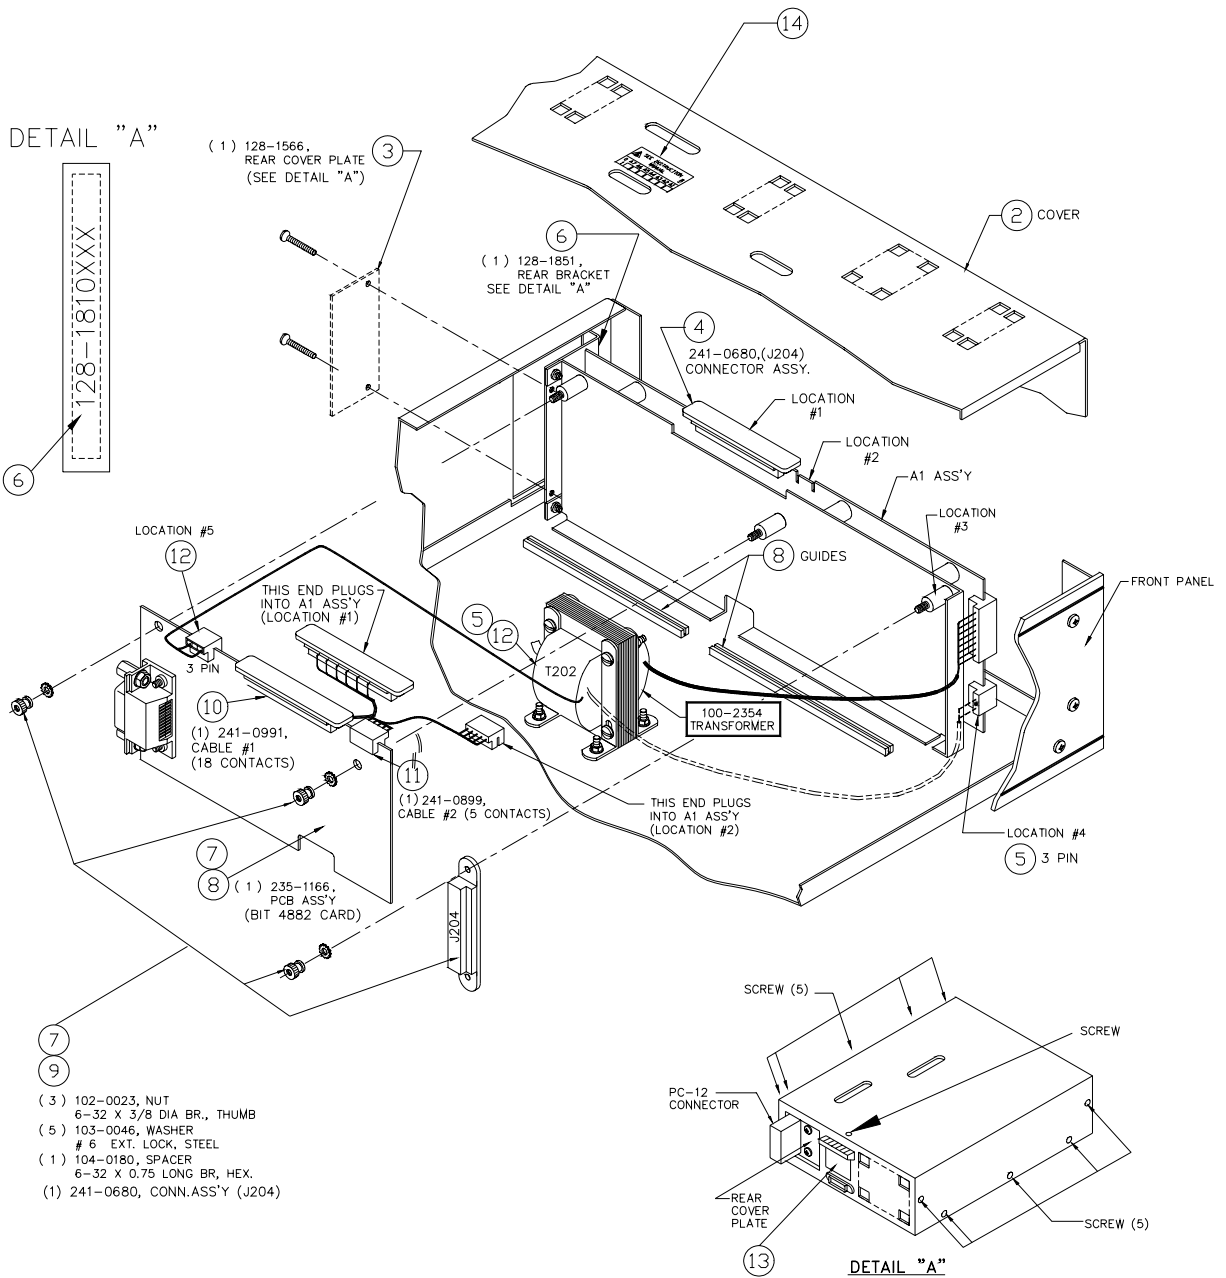 14
DETAIL "A"
( 1 ) 128-1566,
REAR COVER PLATE
(SEE DETAIL "A")
3
SEE INSTRUCTION
MANUAL
2 COVER
6
( 1 ) 128-1851,
REAR BRACKET
SEE DETAIL "A"
128-1810XXX
6
4
241-0680,(J204)
CONNECTOR ASSY.
LOCATION
#1
LOCATION
#2
A1 ASS'Y
LOCATION
#3
LOCATION #5
12
8 GUIDES
FRONT PANEL
THIS END PLUGS
INTO A1 ASS'Y
(LOCATION #1)
5
12
3 PIN
T202
10
(1) 241-0991,
CABLE #1
(18 CONTACTS)
100-2354
TRANSFORMER
11
(1) 241-0899,
CABLE #2 (5 CONTACTS)
THIS END PLUGS
INTO A1 ASS'Y
(LOCATION #2)
LOCATION #4
5 3 PIN
7
8
( 1 ) 235-1166,
PCB ASS'Y
(BIT 4882 CARD)
J204
7
9
( 3 ) 102-0023, NUT
6-32 X 3/8 DIA BR., THUMB
( 5 ) 103-0046, WASHER
# 6 EXT. LOCK, STEEL
( 1 ) 104-0180, SPACER
6-32 X 0.75 LONG BR, HEX.
(1) 241-0680, CONN.ASS'Y (J204)
SCREW (5)
SCREW
PC-12
CONNECTOR
REAR
COVER
PLATE
13
SCREW (5)
DETAIL "A"